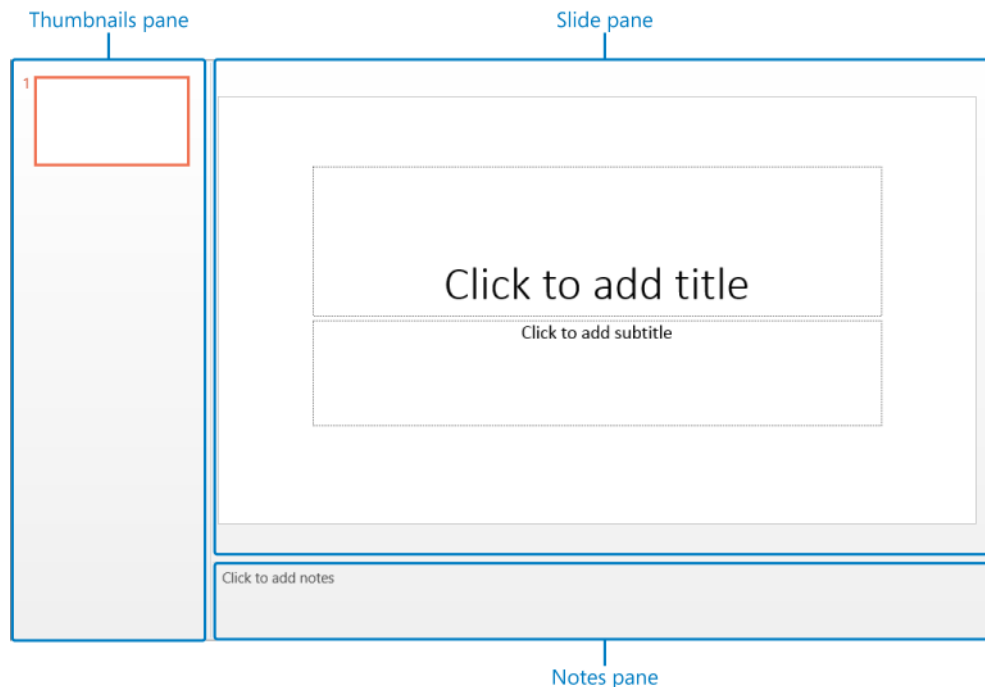 Thumbnails pane
Slide pane
1
Click to add title
Click to add subtitle
Click to add notes
Notes pane